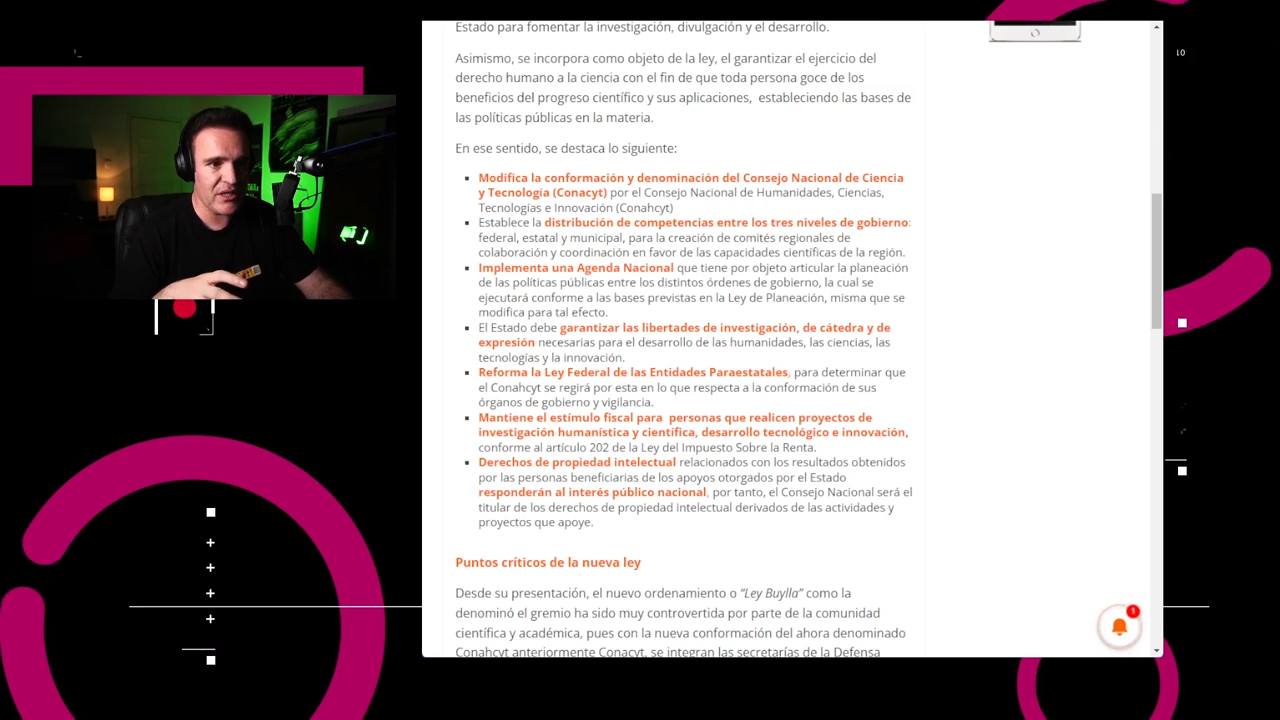 Estado para fomentar la investigación, divulgación y el desarrollo.
Asimismo, se incorpora como objeto de la ley, el garantizar el ejercicio del
derecho humano a la ciencia con el fin de que toda persona goce de los
beneficios del progreso científico y sus aplicaciones, estableciendo las bases de
las políticas públicas en la materia.
En ese sentido, se destaca lo siguiente:
Modifica la conformación y denominación del Consejo Nacional de Ciencia
y Tecnología (Conacyt) por el Consejo Nacional de Humanidades, Ciencias,
Tecnologías e Innovación (Conahcyt)
Establece la distribución de competencias entre los tres niveles de gobierno:
federal, estatal y municipal, para la creación de comités regionales de
colaboración y coordinación en favor de las capacidades científicas de la región.
Implementa una Agenda Nacional que tiene por objeto articular la planeación
de las políticas públicas entre los distintos órdenes de gobierno, la cual se
ejecutará conforme a las bases previstas en la Ley de Planeación, misma que se
modifica para tal efecto.
El Estado debe garantizar las libertades de investigación, de cátedra y de
expresión necesarias para el desarrollo de las humanidades, las ciencias, las
tecnologías y la innovación.
Reforma la Ley Federal de las Entidades Paraestatales, para determinar que
el Conahcyt se regirá por esta en lo que respecta a la conformación de sus
órganos de gobierno y vigilancia.
Mantiene el estímulo fiscal para personas que realicen proyectos de
investigación humanística y científica, desarrollo tecnológico e innovación,
conforme al artículo 202 de la Ley del Impuesto Sobre la Renta.
Derechos de propiedad intelectual relacionados con los resultados obtenidos
por las personas beneficiarias de los apoyos otorgados por el Estado
responderán al interés público nacional, por tanto, el Consejo Nacional será el
titular de los derechos de propiedad intelectual derivados de las actividades y
proyectos que apoye.
Puntos críticos de la nueva ley
Desde su presentación, el nuevo ordenamiento o "Ley Buylla" como la
denominó el gremio ha sido muy controvertida por parte de la comunidad
científica y académica, pues con la nueva conformación del ahora denominado
Conahcyt anteriormente Conacyt, se integran las secretarías de la Defensa
1
10